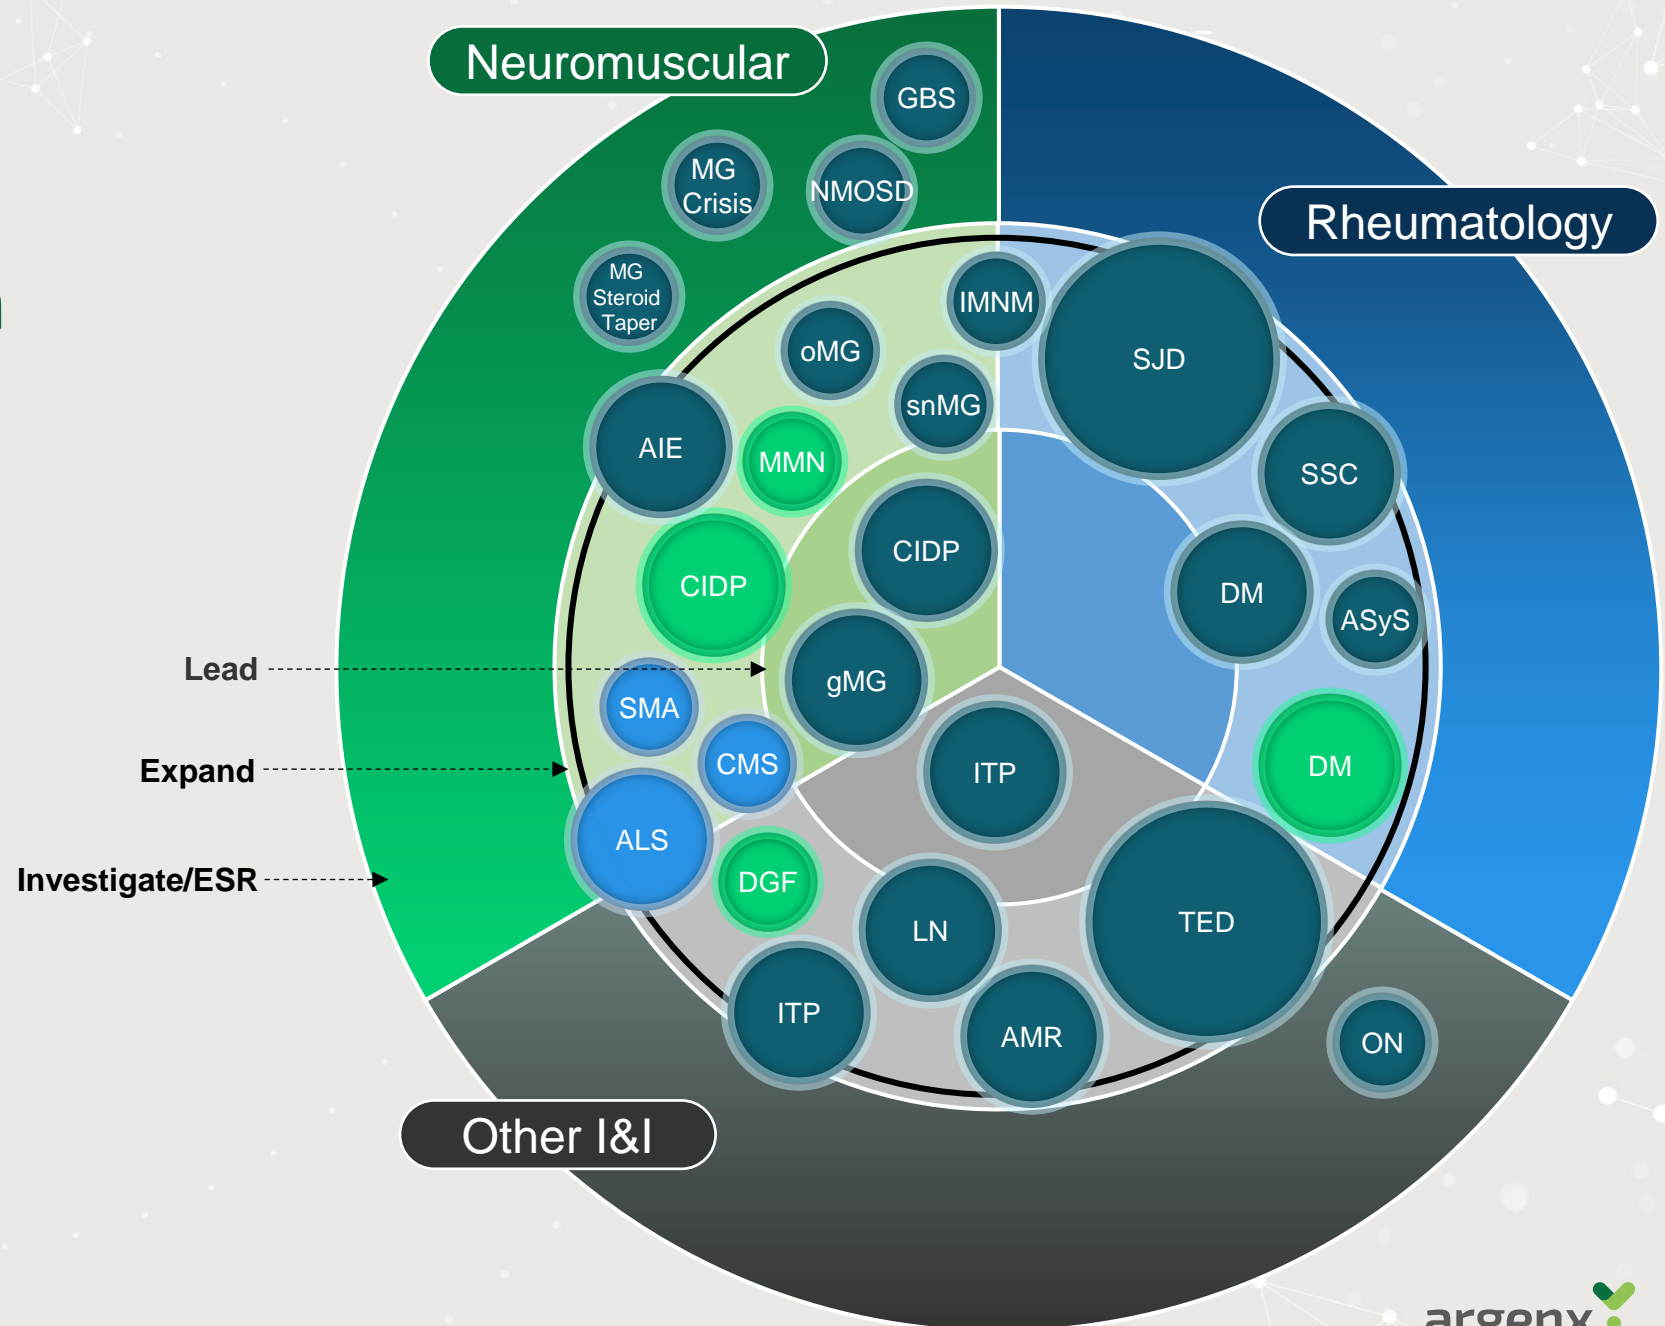 Neuromuscular
GBS
MG
Crisis
NMOSD
Rheumatology
MG
Steroid
Taper
IMNM
oMG
SJD
snMG
AIE
MMN
SSC
CIDP
CIDP
DM
ASyS
Lead
gMG
SMA
CMS
ITP
DM
Expand
ALS
Investigate/ESR
DGF
LN
TED
ITP
AMR
ON
Other I&I
argenx